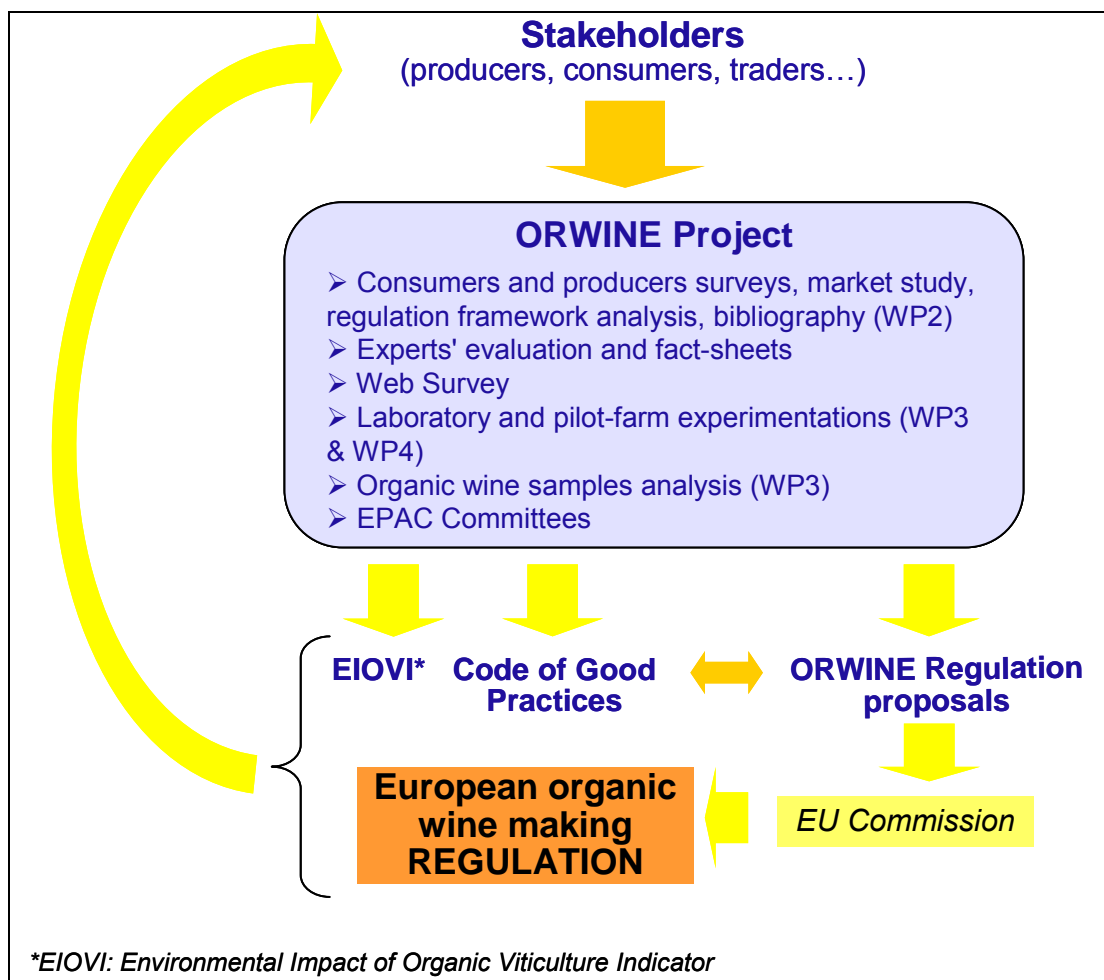 Stakeholders
(producers, consumers, traders…)
ORWINE Project
➢ Consumers and producers surveys, market study,
regulation framework analysis, bibliography (WP2)
➢ Experts' evaluation and fact-sheets
➢ Web Survey
➢ Laboratory and pilot-farm experimentations (WP3
& WP4)
➢ Organic wine samples analysis (WP3)
➢ EPAC Committees
EIOVI*
Code of Good
Practices
ORWINE Regulation
proposals
European organic
wine making
REGULATION
EU Commission
*EIOVI: Environmental Impact of Organic Viticulture Indicator